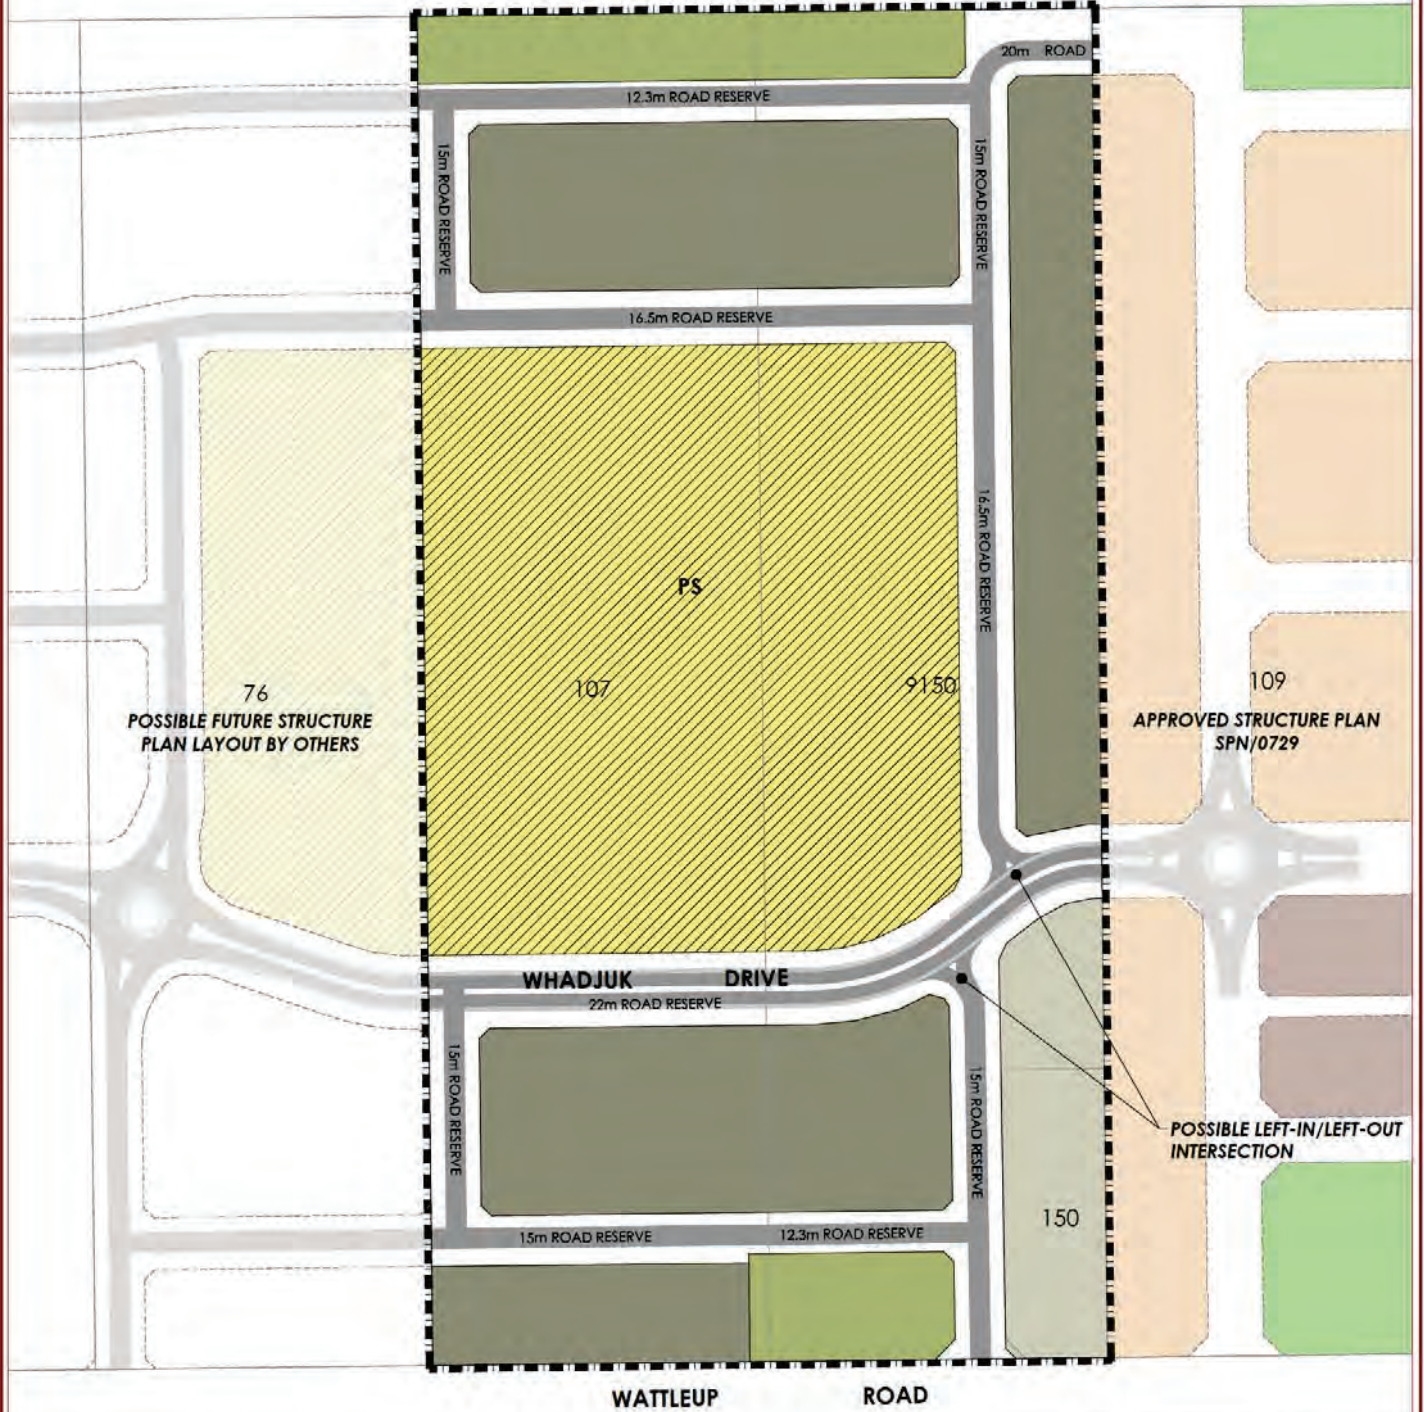 20m ROAD
12.3m ROAD RESERVE
15m ROAD RESERVE
15m ROAD RESERVE
16.5m ROAD RESERVE
16.5m ROAD RESERVE
PS
76
107
9150
109
POSSIBLE FUTURE STRUCTURE
PLAN LAYOUT BY OTHERS
APPROVED STRUCTURE PLAN
SPN/0729
WHADJUK DRIVE
22m ROAD RESERVE
15m ROAD RESERVE
15m ROAD RESERVE
POSSIBLE LEFT-IN/LEFT-OUT
INTERSECTION
150
15m ROAD RESERVE
12.3m ROAD RESERVE
WATTLEUP ROAD